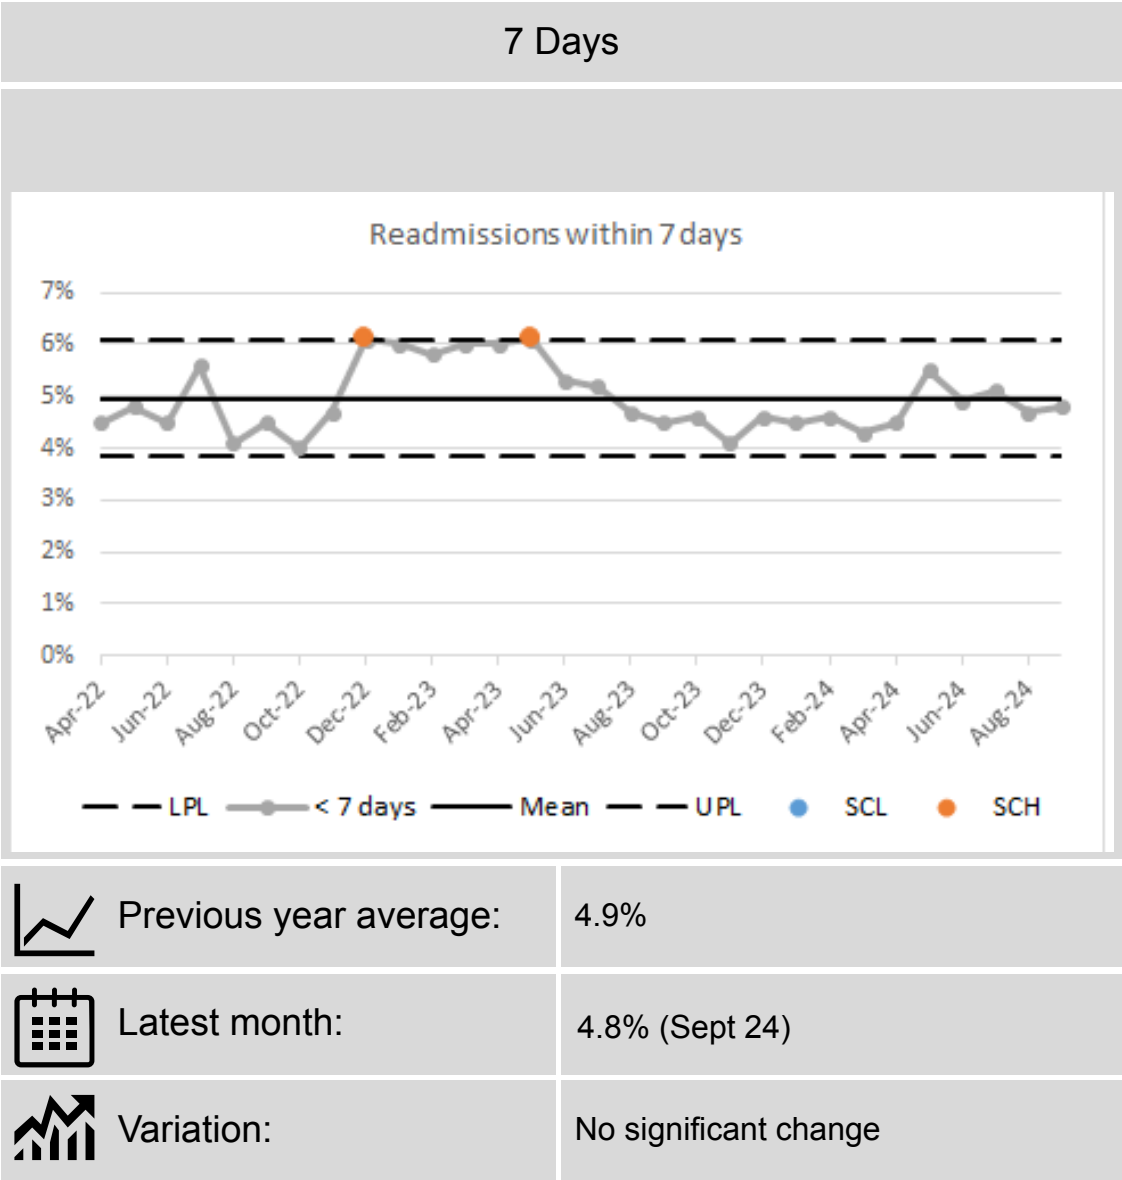 7 Days
Readmissions within 7 days
7%
6%
5%
4%
3%
2%
1%
0%
Apr-22 Jun-22 Aug-22 Oct-22 Dec-22 Feb-23 Apr-23 Jun-23 Aug-23 Oct-23 Dec-23 Feb-24 Apr-24 Jun-24 Aug-24
LPL < 7 days Mean UPL SCL SCH
Previous year average: 4.9%
Latest month: 4.8% (Sept 24)
Variation: No significant change